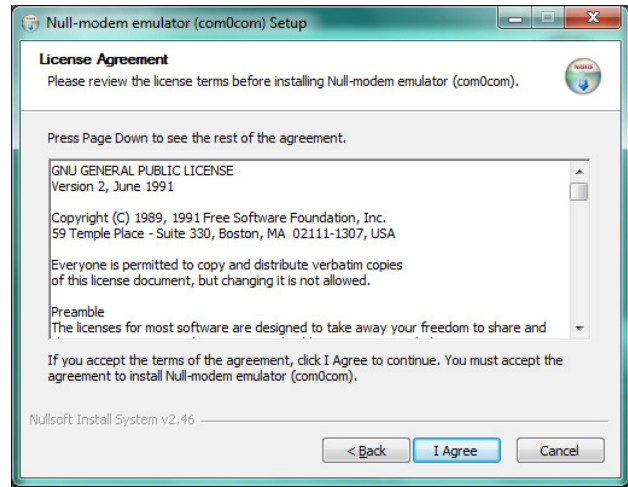 Null-modem emulator (com0com) Setup
License Agreement
Please review the license terms before installing Null-modem emulator (com0com).
Press Page Down to see the rest of the agreement.
GNU GENERAL PUBLIC LICENSE
Version 2, June 1991
Copyright (C) 1989, 1991 Free Software Foundation, Inc.
59 Temple Place - Suite 330, Boston, MA  02111-1307, USA
Everyone is permitted to copy and distribute verbatim copies
of this license document, but changing it is not allowed.
Preamble
The licenses for most software are designed to take away your freedom to share and
If you accept the terms of the agreement, click I Agree to continue. You must accept the
agreement to install Null-modem emulator (com0com).
Nullsoft Install System v2.46
< Back
I Agree
Cancel